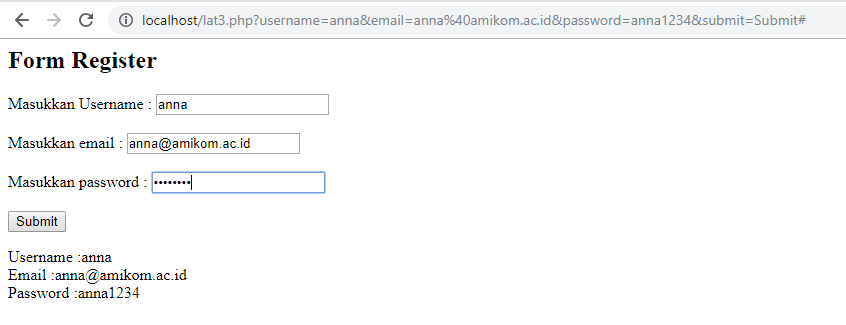 localhost/lat3.php?username=anna&email=anna%40amikom.ac.id&password=anna1234&submit=Submit#
Form Register
Masukkan Username : anna
Masukkan email : anna@amikom.ac.id
Masukkan password : ••••••••
Submit
Username :anna
Email :anna@amikom.ac.id
Password :anna1234